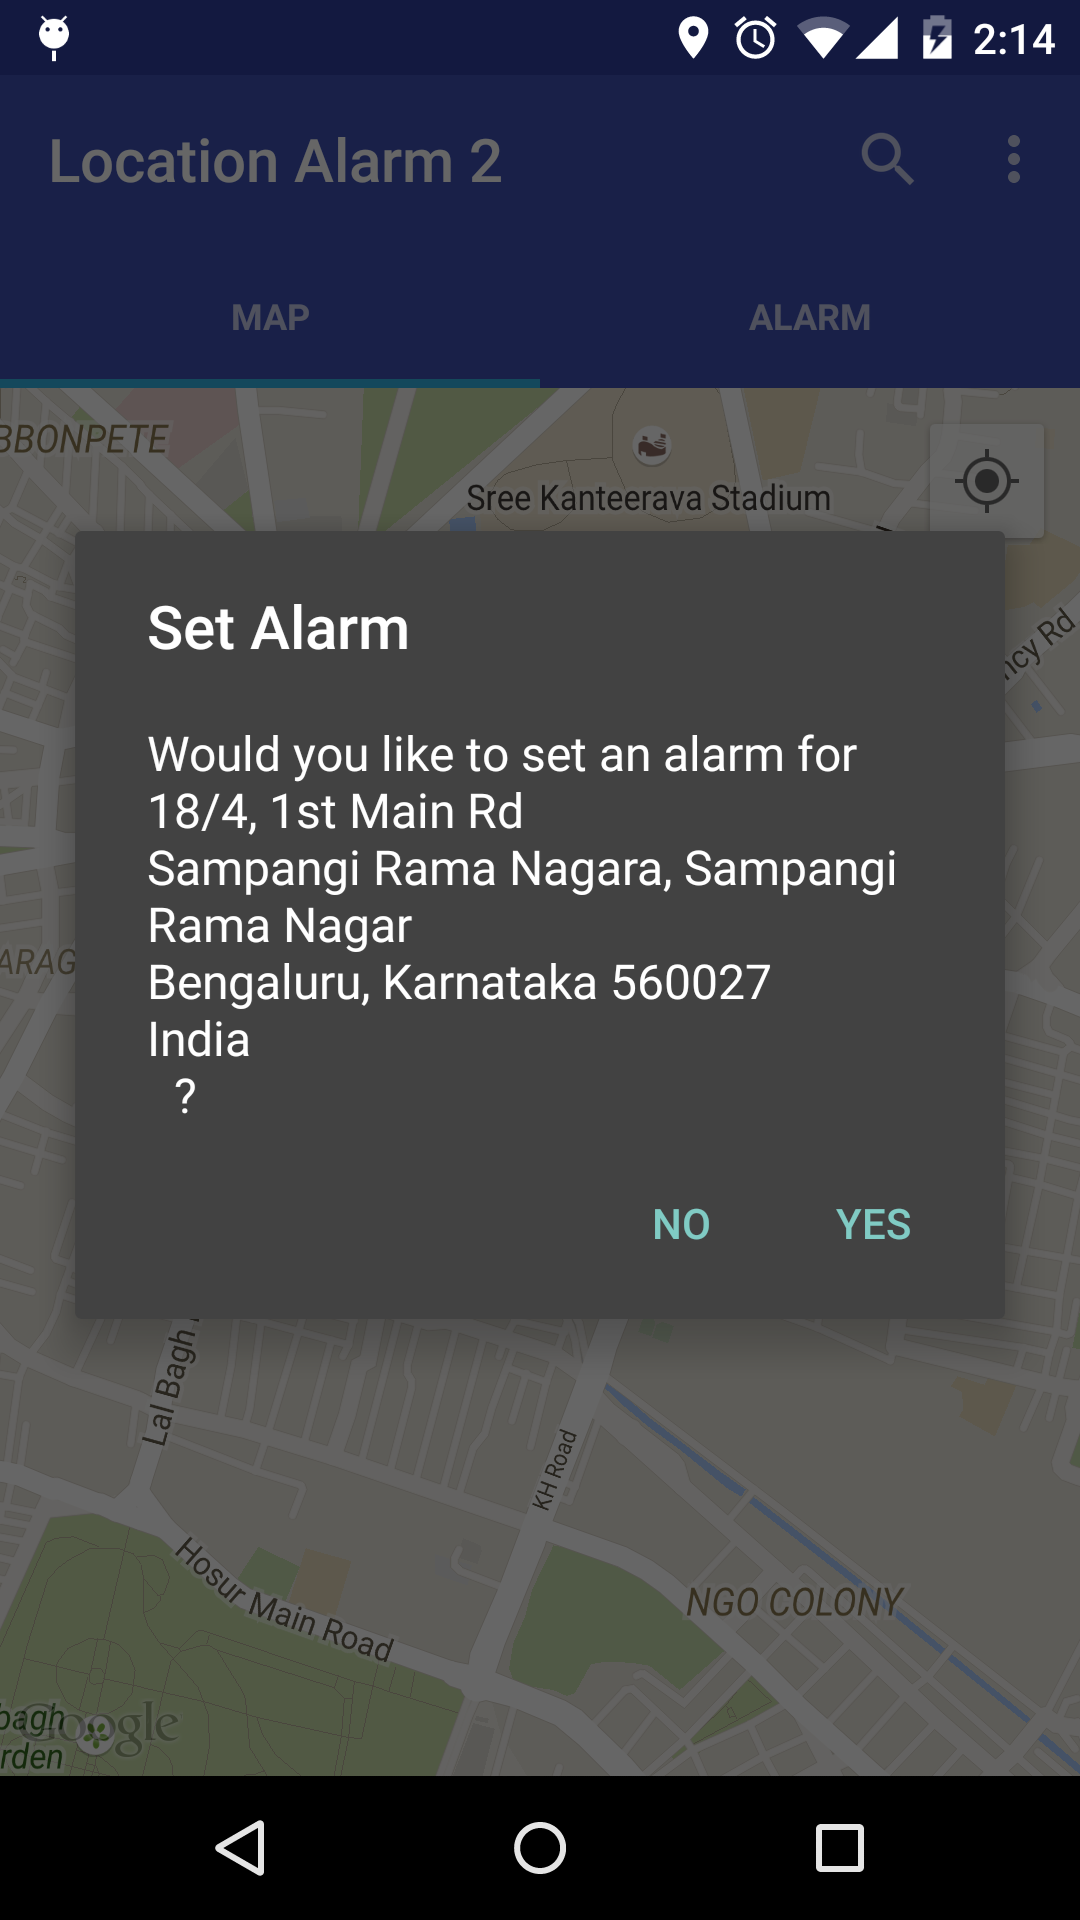 2:14
Location Alarm 2
MAP
ALARM
BBONPETE
Sree Kanteerava Stadium
ncy Rd
Set Alarm
Would you like to set an alarm for
18/4, 1st Main Rd
Sampangi Rama Nagara, Sampangi
Rama Nagar
Bengaluru, Karnataka 560027
India
?
ARAG
NO
YES
Lal Bagh
KH Road
Hosur Main Road
NGO COLONY
Google
bagh
rden